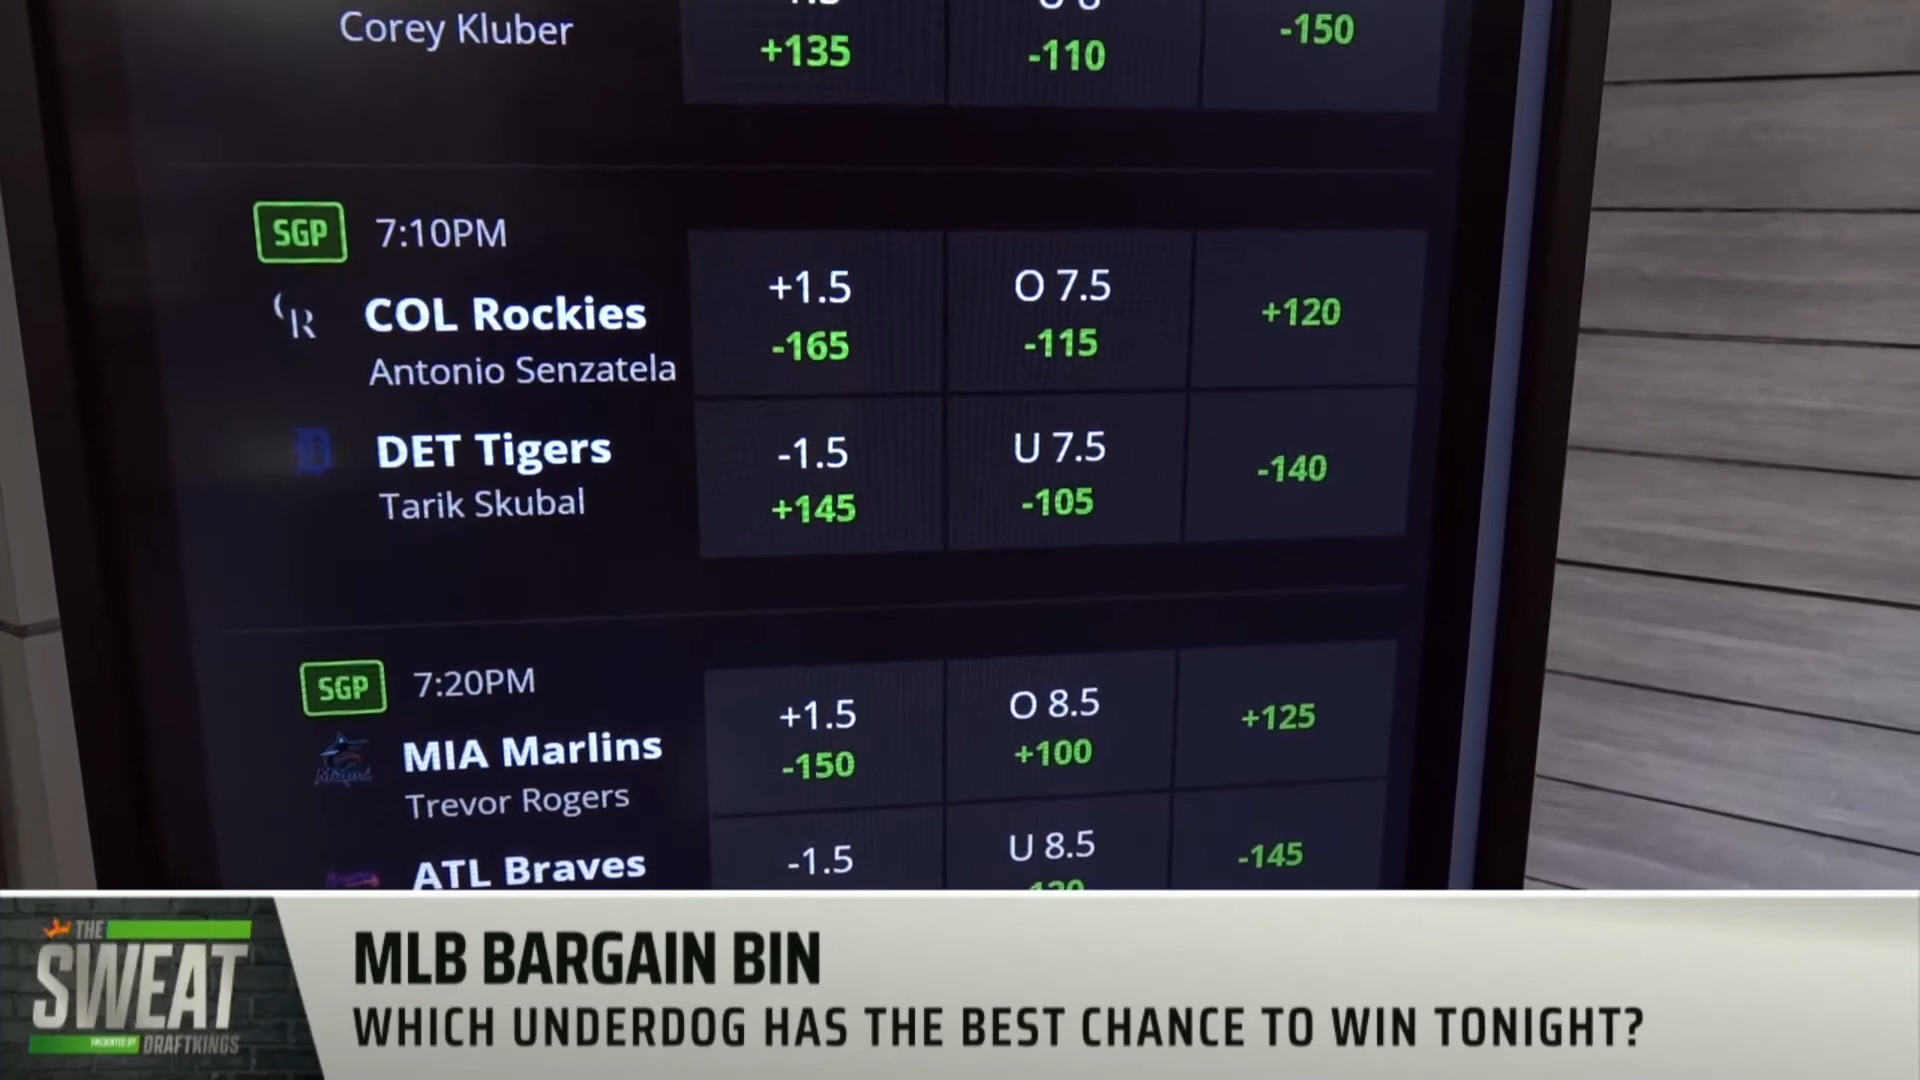 Corey Kluber
+135
-110
-150
SGP 7:10PM
COL Rockies
Antonio Senzatela
+1.5
-165
O 7.5
-115
+120
DET Tigers
Tarik Skubal
-1.5
+145
U 7.5
-105
-140
SGP 7:20PM
MIA Marlins
Trevor Rogers
+1.5
-150
O 8.5
+100
+125
ATL Braves
-1.5
U 8.5
-145
THE
SWEAT
PRESENTED BY DRAFTKINGS
MLB BARGAIN BIN
WHICH UNDERDOG HAS THE BEST CHANCE TO WIN TONIGHT?